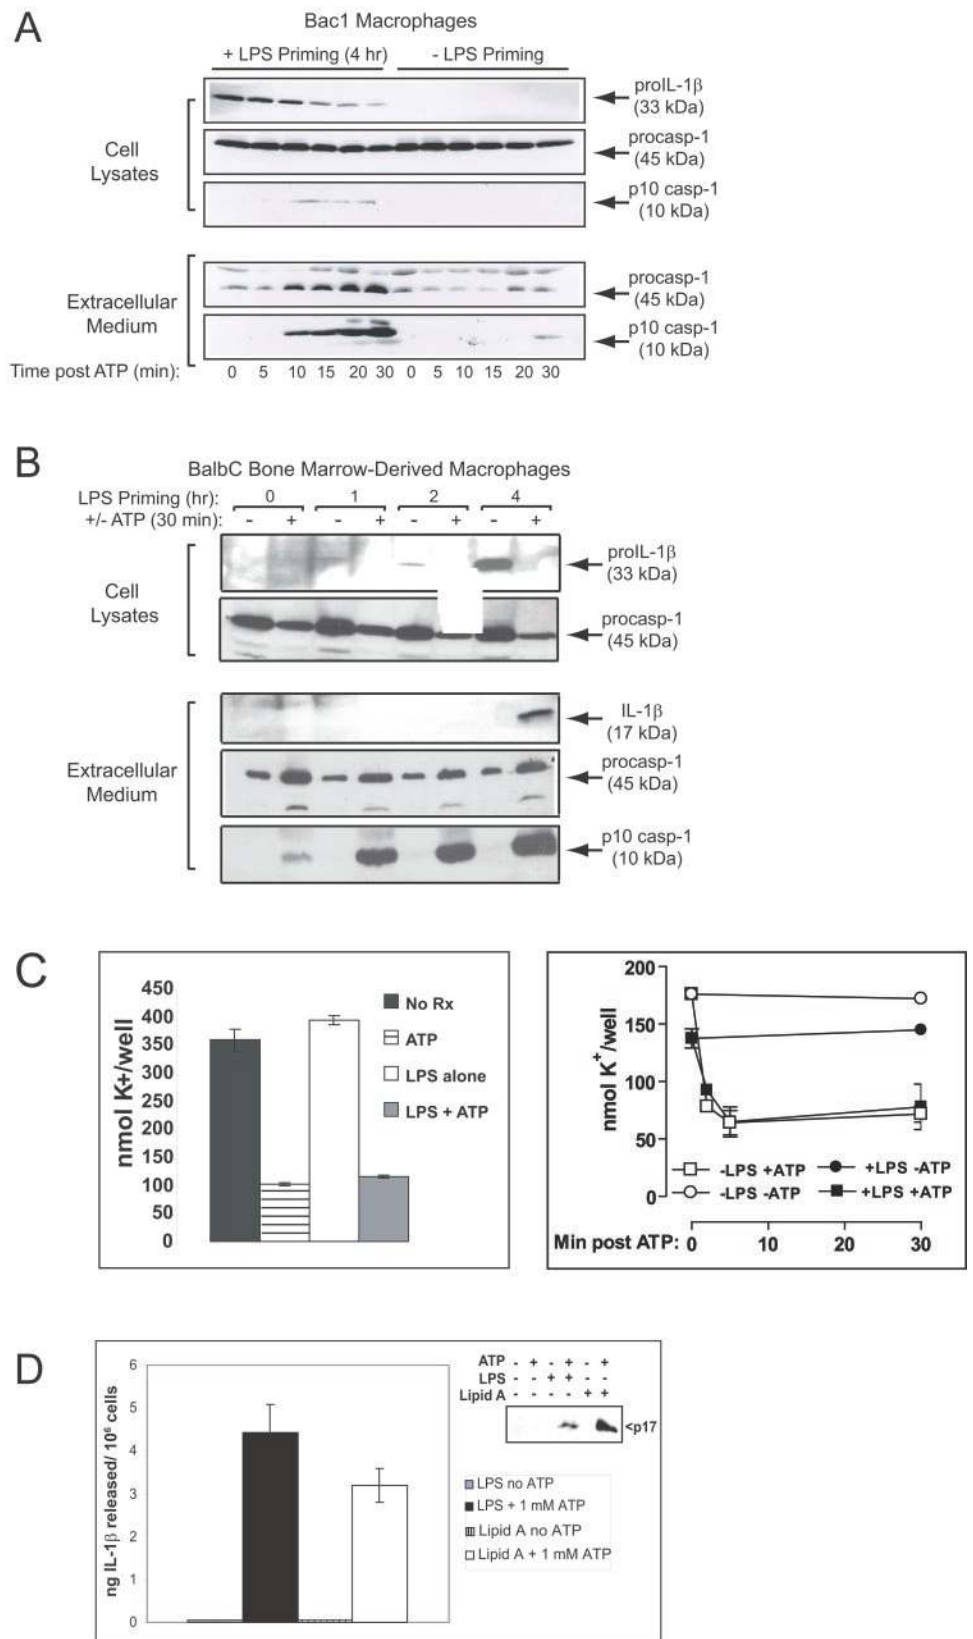 A
Bac1 Macrophages
+ LPS Priming (4 hr) - LPS Priming
Cell
Lysates
proIL-1β
(33 kDa)
procasp-1
(45 kDa)
p10 casp-1
(10 kDa)
Extracellular
Medium
procasp-1
(45 kDa)
p10 casp-1
(10 kDa)
Time post ATP (min): 0 5 10 15 20 30 0 5 10 15 20 30
B
BalbC Bone Marrow-Derived Macrophages
LPS Priming (hr): 0 1 2 4
+/- ATP (30 min): - + - + - + - +
Cell
Lysates
proIL-1β
(33 kDa)
procasp-1
(45 kDa)
Extracellular
Medium
IL-1β
(17 kDa)
procasp-1
(45 kDa)
p10 casp-1
(10 kDa)
C
nmol K+/well
450
400
350
300
250
200
150
100
50
0
No Rx
ATP
LPS alone
LPS + ATP
nmol K⁺/well
200
150
100
50
0
-LPS +ATP +LPS -ATP
-LPS -ATP +LPS +ATP
Min post ATP: 0 10 20 30
D
ng IL-1β released/ 10⁶ cells
6
5
4
3
2
1
0
ATP - + - + - +
LPS - - + + - -
Lipid A - - - - + +
<p17
LPS no ATP
LPS + 1 mM ATP
Lipid A no ATP
Lipid A + 1 mM ATP